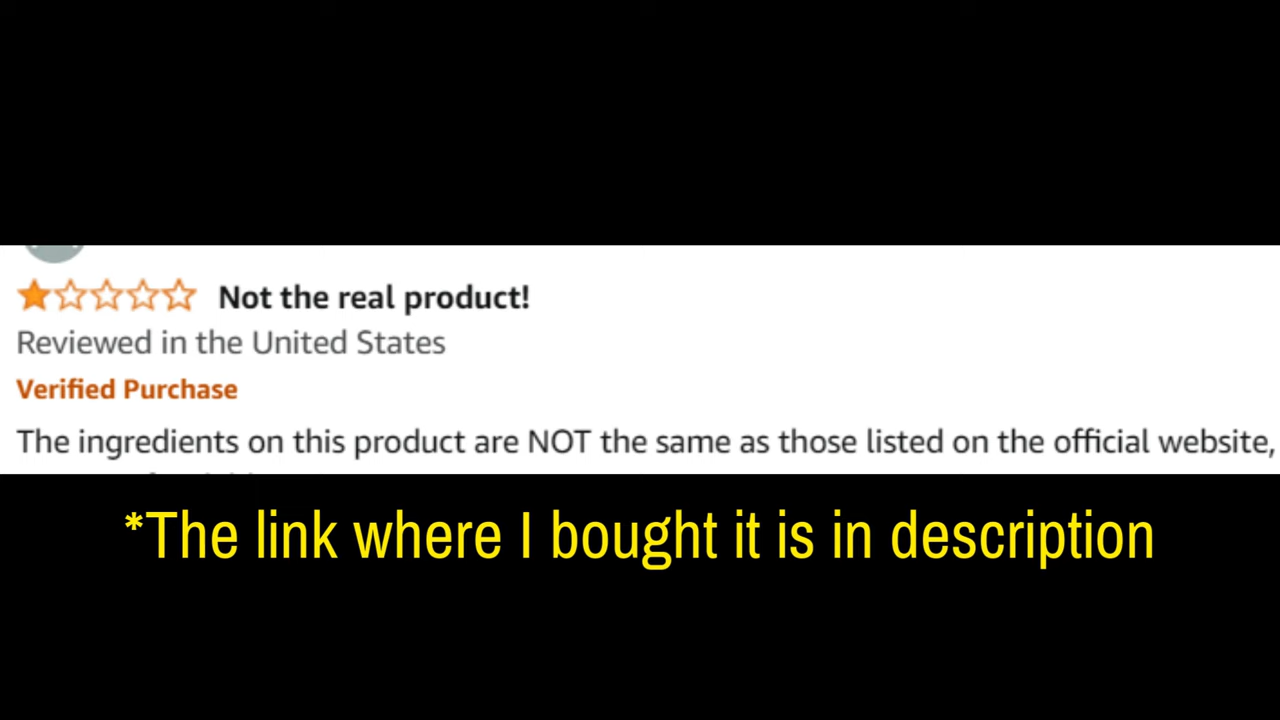 Not the real product!
Reviewed in the United States
Verified Purchase
The ingredients on this product are NOT the same as those listed on the official website,
*The link where I bought it is in description